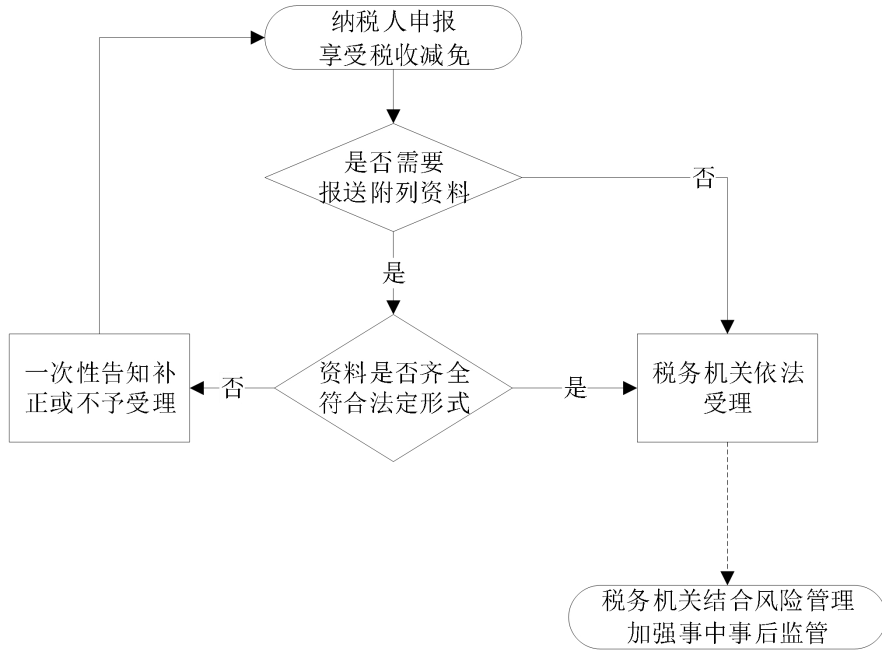 纳税人申报
享受税收减免
是否需要
报送附列资料
否
是
一次性告知补
正或不予受理
否
资料是否齐全
符合法定形式
是
税务机关依法
受理
税务机关结合风险管理
加强事中事后监管